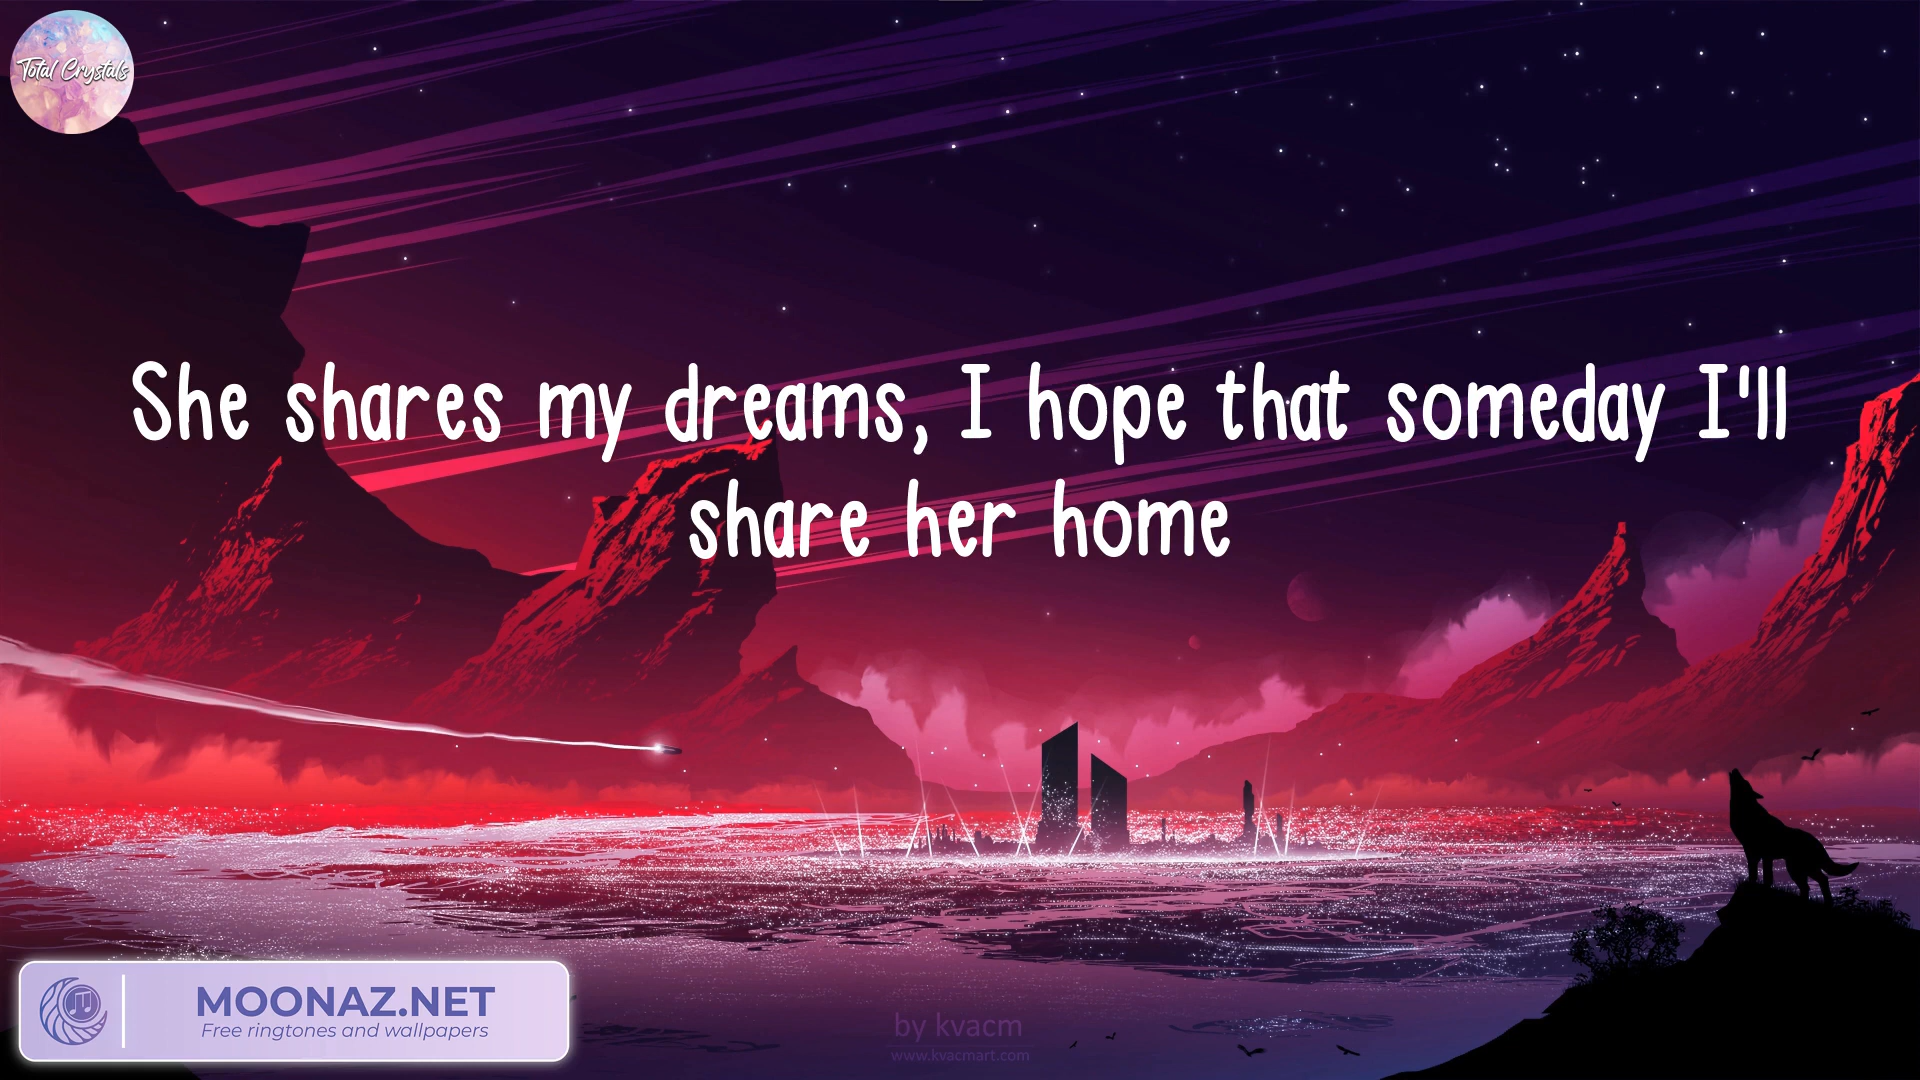 Total Crystals
She shares my dreams, I hope that someday I'll
share her home
MOONAZ.NET
Free ringtones and wallpapers
by kvacm
www.kvacmart.com